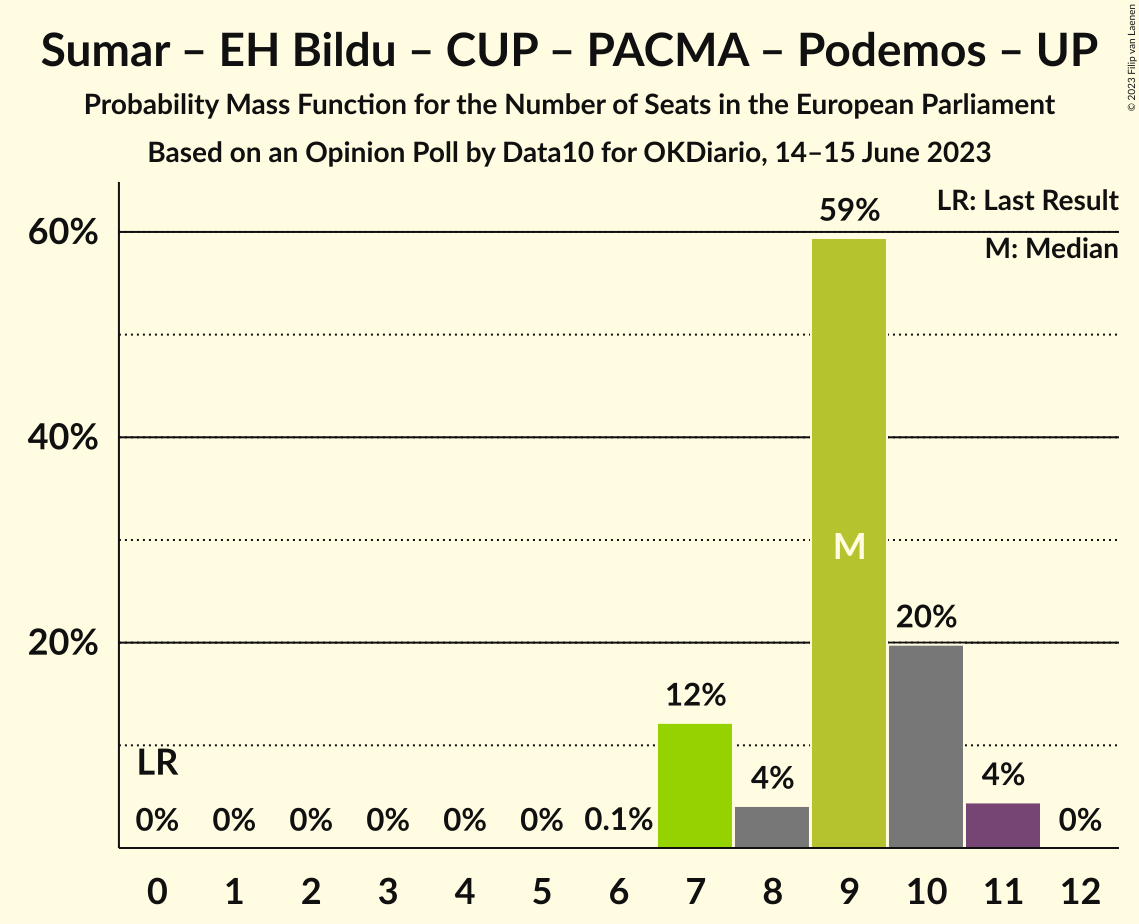 Sumar – EH Bildu – CUP – PACMA – Podemos – UP
Probability Mass Function for the Number of Seats in the European Parliament
Based on an Opinion Poll by Data10 for OKDiario, 14–15 June 2023
© 2023 Filip van Laenen
LR: Last Result
M: Median
60%
40%
20%
LR
0% 0% 0% 0% 0% 0% 0.1% 12% 4% 59% 20% 4% 0%
M
0 1 2 3 4 5 6 7 8 9 10 11 12